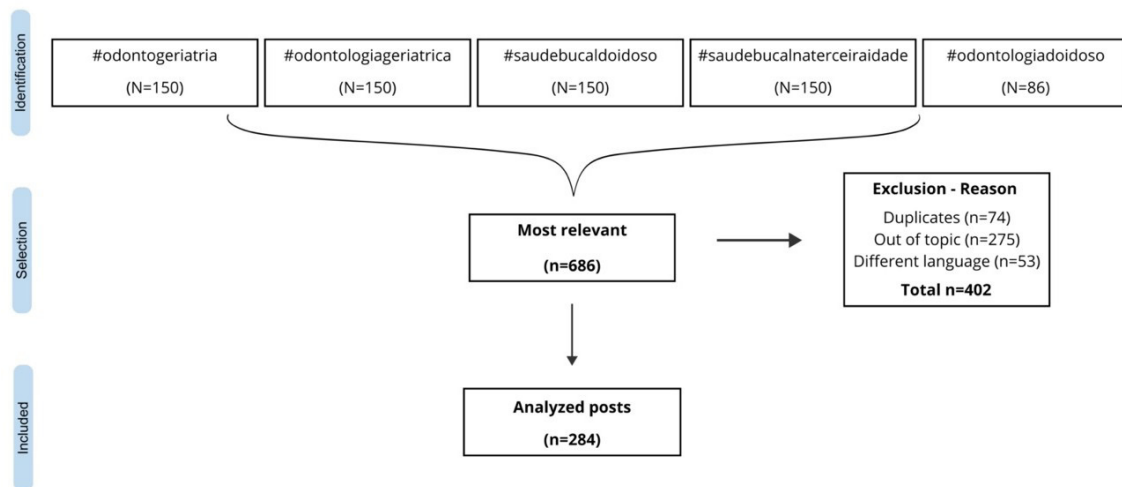 Identification
#odontogeriatria
(N=150)
#odontologiageriatrica
(N=150)
#saudebucaldoidoso
(N=150)
#saudebucalnaterceiraidade
(N=150)
#odontologiadoidoso
(N=86)
Selection
Most relevant
(n=686)
Exclusion - Reason
Duplicates (n=74)
Out of topic (n=275)
Different language (n=53)
Total n=402
Included
Analyzed posts
(n=284)